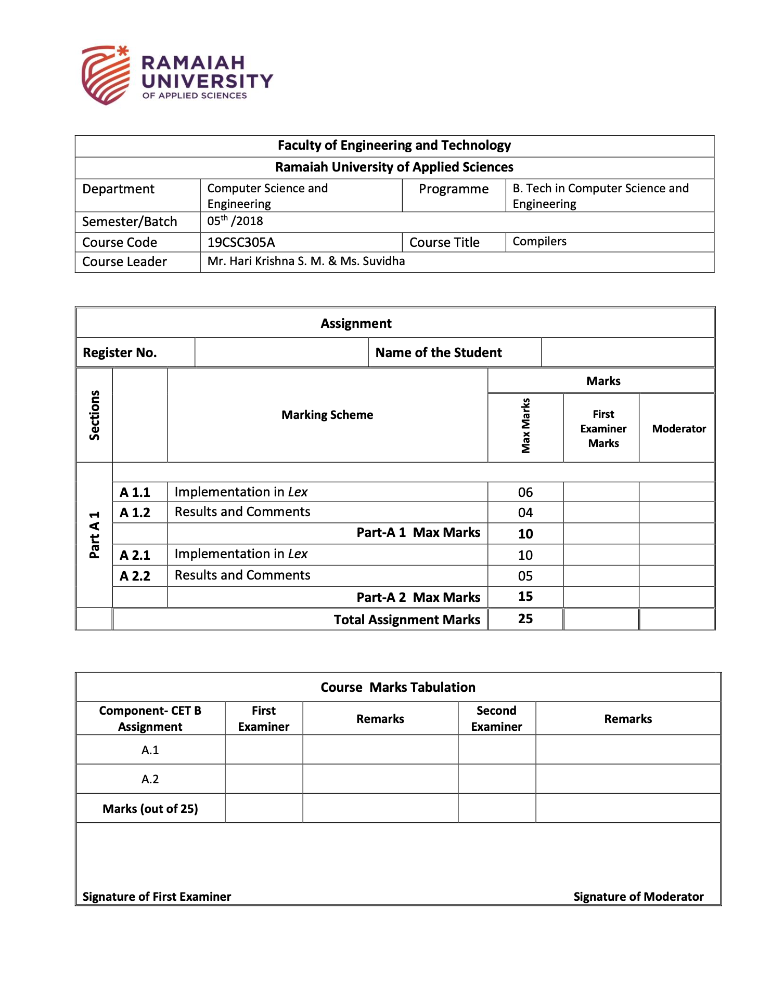 RAMAIAH
UNIVERSITY
OF APPLIED SCIENCES
Faculty of Engineering and Technology
Ramaiah University of Applied Sciences
Department Computer Science and Engineering Programme B. Tech in Computer Science and Engineering
Semester/Batch 05th /2018
Course Code 19CSC305A Course Title Compilers
Course Leader Mr. Hari Krishna S. M. & Ms. Suvidha
Assignment
Register No. Name of the Student
Sections Marking Scheme Marks
Max Marks First Examiner Marks Moderator
Part A 1
A 1.1 Implementation in Lex 06
A 1.2 Results and Comments 04
Part-A 1 Max Marks 10
A 2.1 Implementation in Lex 10
A 2.2 Results and Comments 05
Part-A 2 Max Marks 15
Total Assignment Marks 25
Course Marks Tabulation
Component- CET B Assignment First Examiner Remarks Second Examiner Remarks
A.1
A.2
Marks (out of 25)
Signature of First Examiner Signature of Moderator